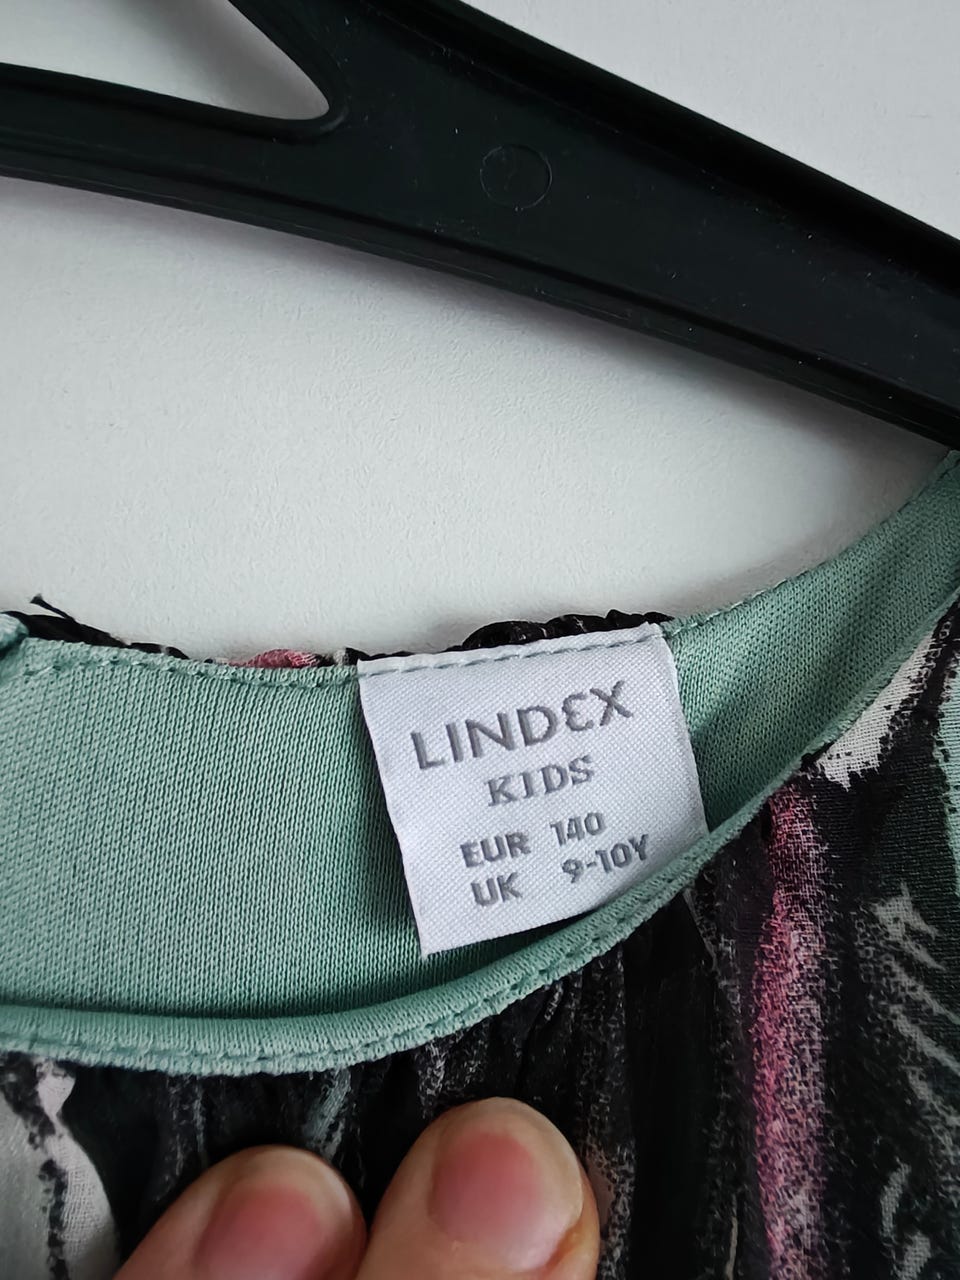 LINDEX
KIDS
EUR 140
UK 9-10Y